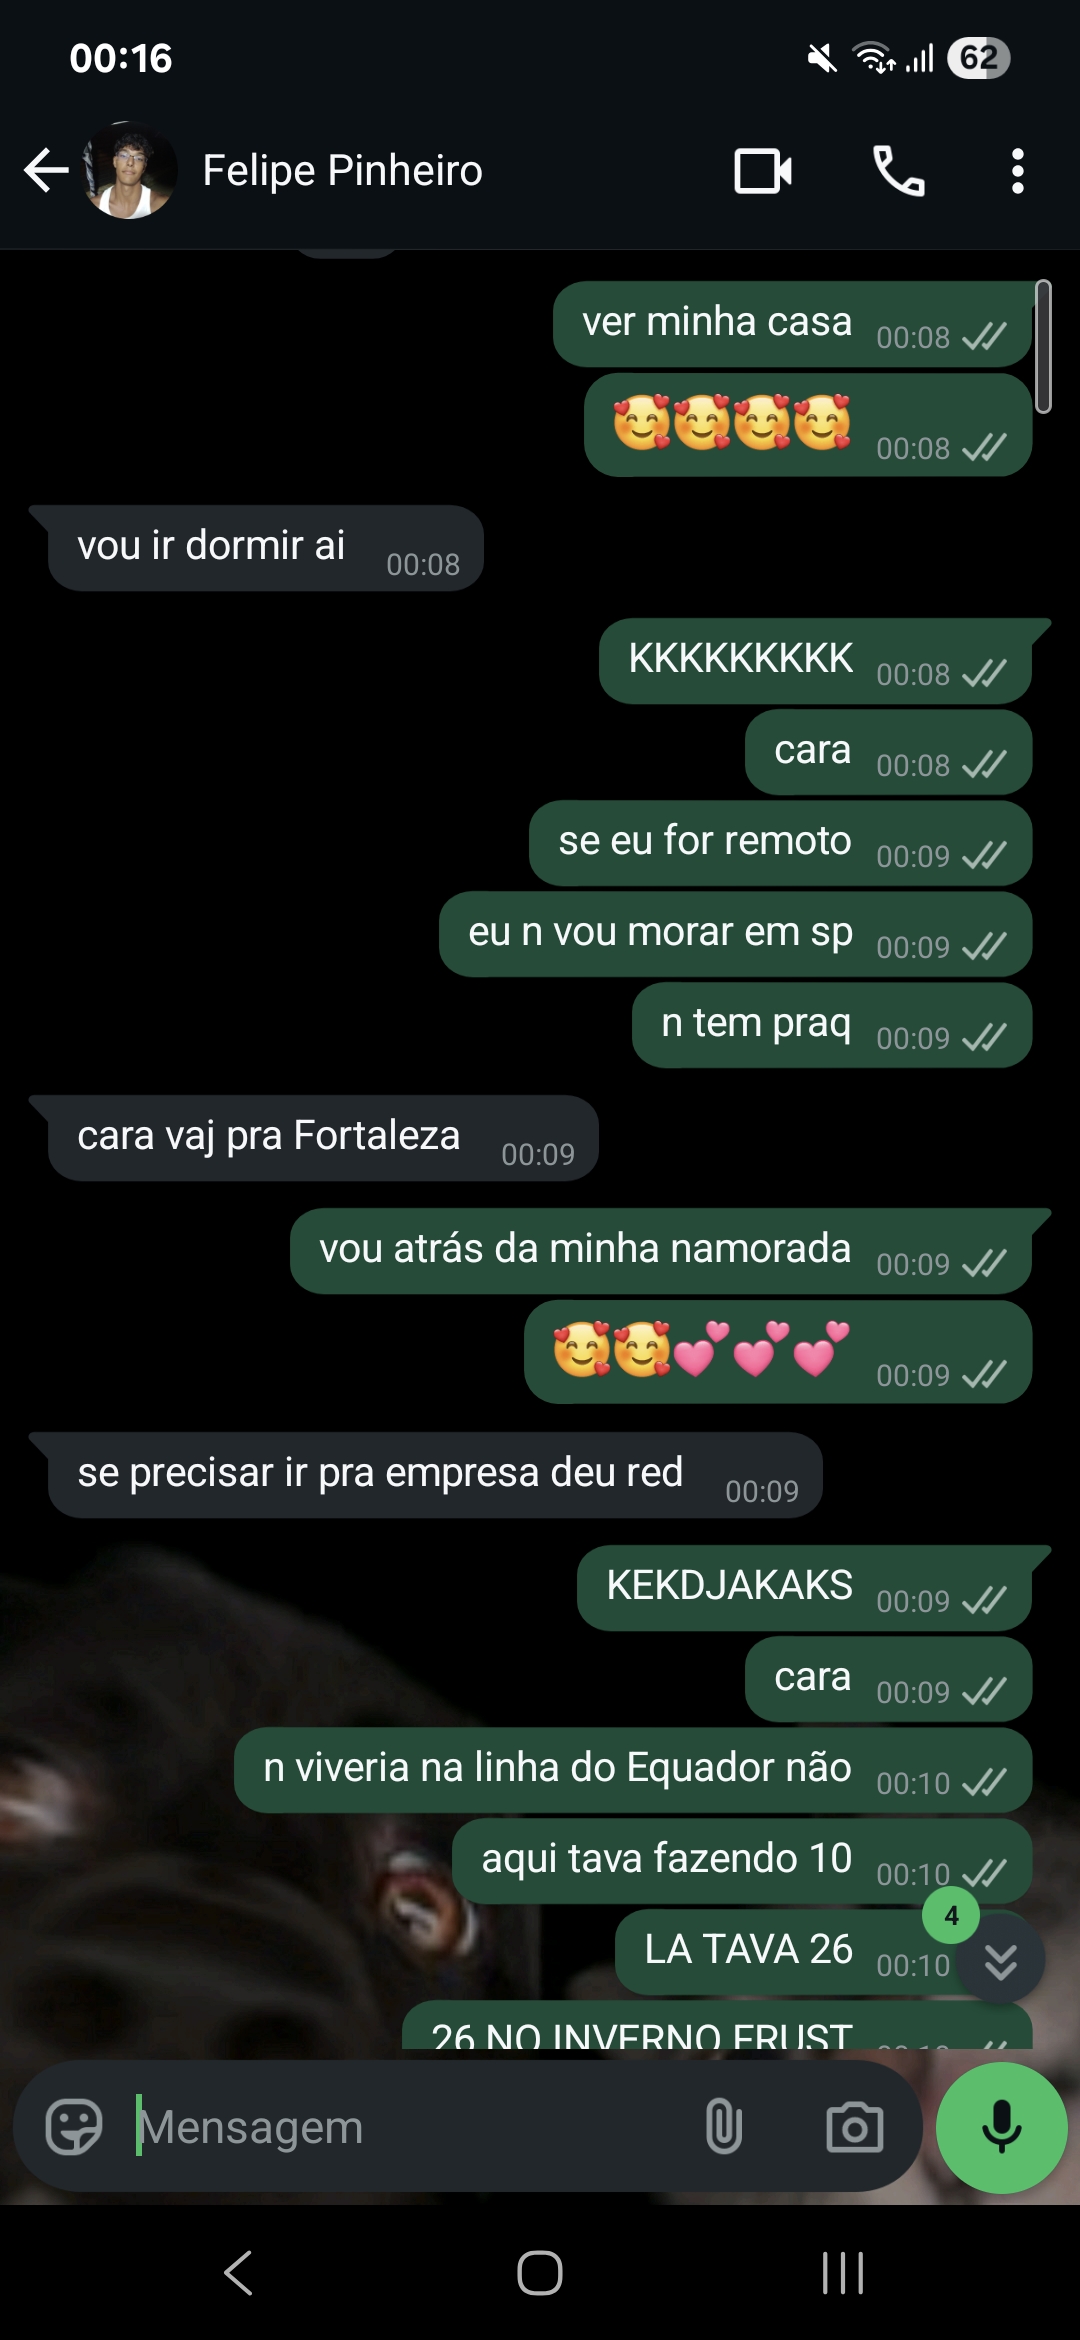 00:16
62
Felipe Pinheiro
ver minha casa 00:08
🥰🥰🥰🥰 00:08
vou ir dormir ai 00:08
KKKKKKKKK 00:08
cara 00:08
se eu for remoto 00:09
eu n vou morar em sp 00:09
n tem praq 00:09
cara vaj pra Fortaleza 00:09
vou atrás da minha namorada 00:09
🥰🥰💕💕💕 00:09
se precisar ir pra empresa deu red 00:09
KEKDJAKAKS 00:09
cara 00:09
n viveria na linha do Equador não 00:10
aqui tava fazendo 10 00:10
4
LA TAVA 26 00:10
26 NO INVERNO FRUST 00:10
Mensagem